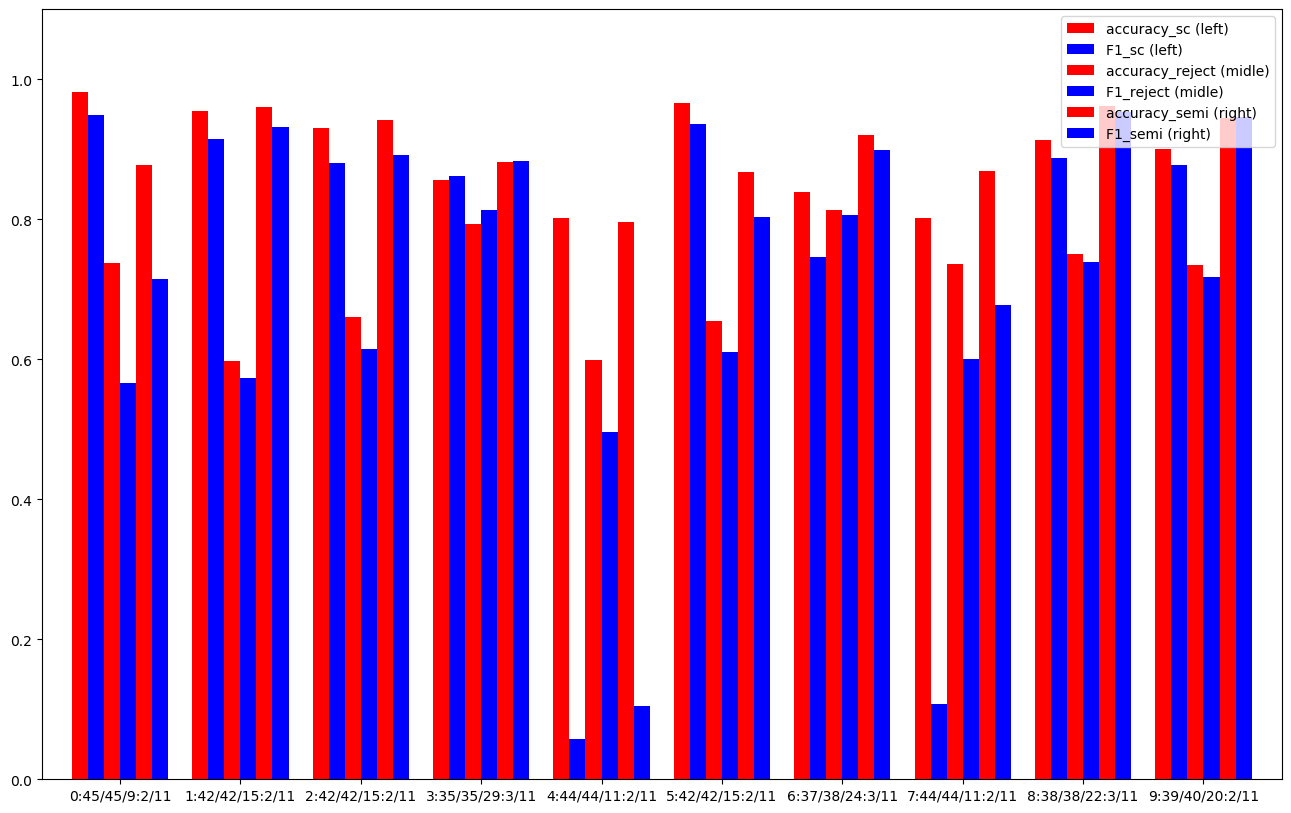 accuracy_sc (left)
F1_sc (left)
accuracy_reject (midle)
F1_reject (midle)
accuracy_semi (right)
F1_semi (right)
1.0
0.8
0.6
0.4
0.2
0.0
0:45/45/9:2/11 1:42/42/15:2/11 2:42/42/15:2/11 3:35/35/29:3/11 4:44/44/11:2/11 5:42/42/15:2/11 6:37/38/24:3/11 7:44/44/11:2/11 8:38/38/22:3/11 9:39/40/20:2/11